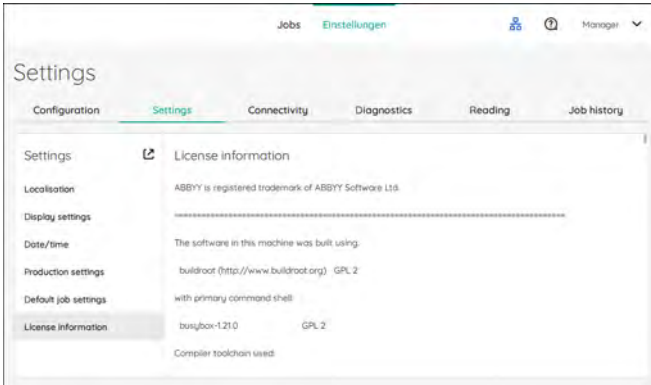 Jobs Einstellungen Manager
Settings
Configuration Settings Connectivity Diagnostics Reading Job history
Settings
Localisation
Display settings
Date/time
Production settings
Default job settings
License information
License information
ABBYY is registered trademark of ABBYY Software Ltd.
================================================================================
The software in this machine was built using:
buildroot (http://www.buildroot.org) GPL 2
with primary command shell:
busybox-1.21.0 GPL 2
Compiler toolchain used: